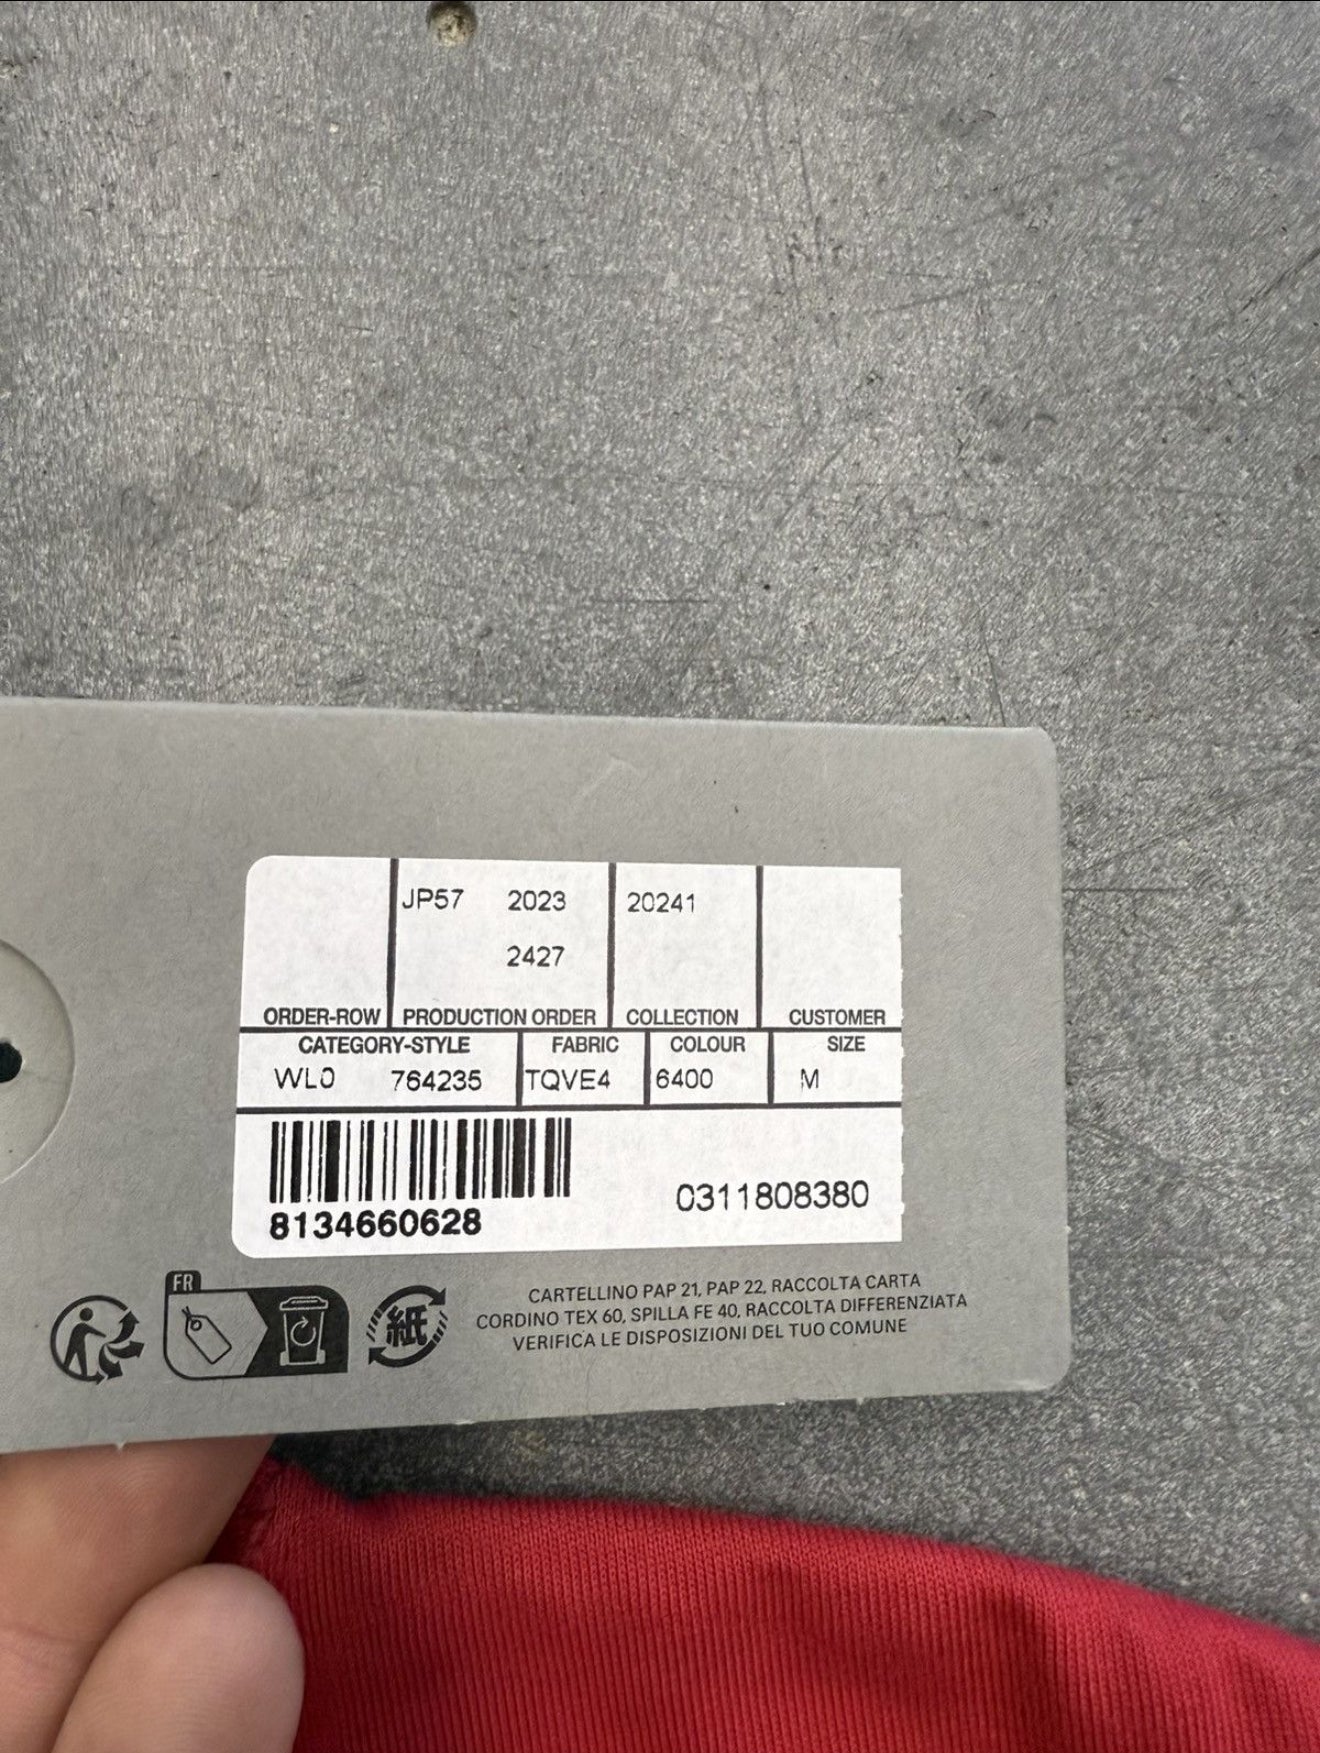 JP57 2023 20241
2427
ORDER-ROW PRODUCTION ORDER COLLECTION CUSTOMER
CATEGORY-STYLE FABRIC COLOUR SIZE
WL0 764235 TQVE4 6400 M
8134660628 0311808380
FR
紙
CARTELLINO PAP 21, PAP 22, RACCOLTA CARTA
CORDINO TEX 60, SPILLA FE 40, RACCOLTA DIFFERENZIATA
VERIFICA LE DISPOSIZIONI DEL TUO COMUNE